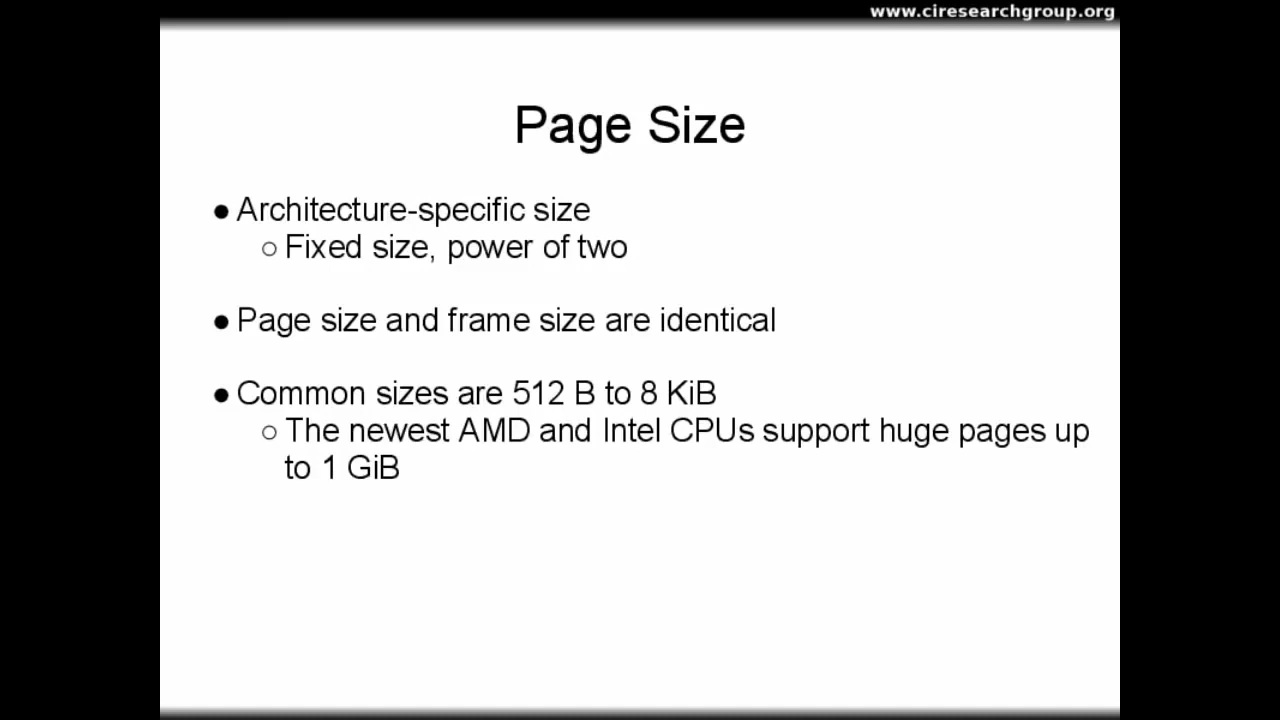 www.ciresearchgroup.org
Page Size
● Architecture-specific size
○ Fixed size, power of two
● Page size and frame size are identical
● Common sizes are 512 B to 8 KiB
○ The newest AMD and Intel CPUs support huge pages up
to 1 GiB